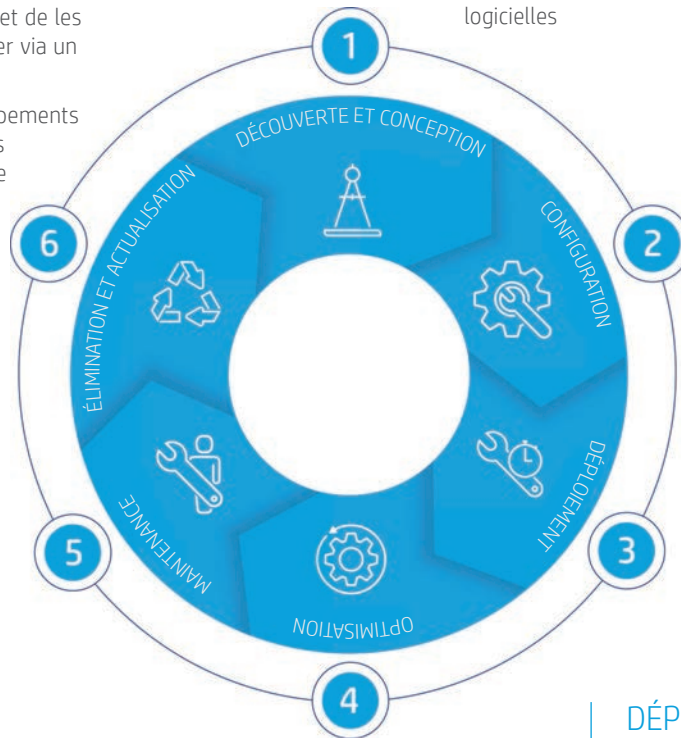 et de les
er via un
pements
s
e
logicielles
1
DÉCOUVERTE ET CONCEPTION
2
CONFIGURATION
3
DÉPLOIEMENT
4
OPTIMISATION
5
MAINTENANCE
6
ÉLIMINATION ET ACTUALISATION
DÉP